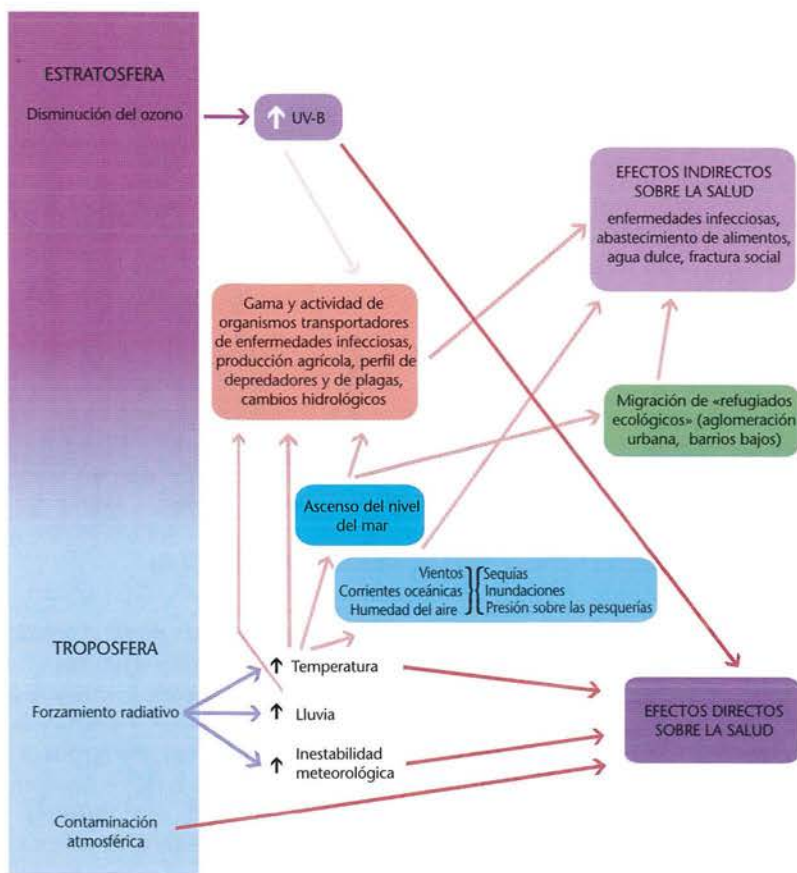 ESTRATOSFERA
Disminución del ozono
↑ UV-B
EFECTOS INDIRECTOS
SOBRE LA SALUD
enfermedades infecciosas,
abastecimiento de alimentos,
agua dulce, fractura social
Gama y actividad de
organismos transportadores
de enfermedades infecciosas,
producción agrícola, perfil de
depredadores y de plagas,
cambios hidrológicos
Migración de «refugiados
ecológicos» (aglomeración
urbana, barrios bajos)
Ascenso del nivel
del mar
Vientos
Corrientes oceánicas
Humedad del aire
Sequías
Inundaciones
Presión sobre las pesquerías
TROPOSFERA
Forzamiento radiativo
↑ Temperatura
↑ Lluvia
↑ Inestabilidad
meteorológica
EFECTOS DIRECTOS
SOBRE LA SALUD
Contaminación
atmosférica